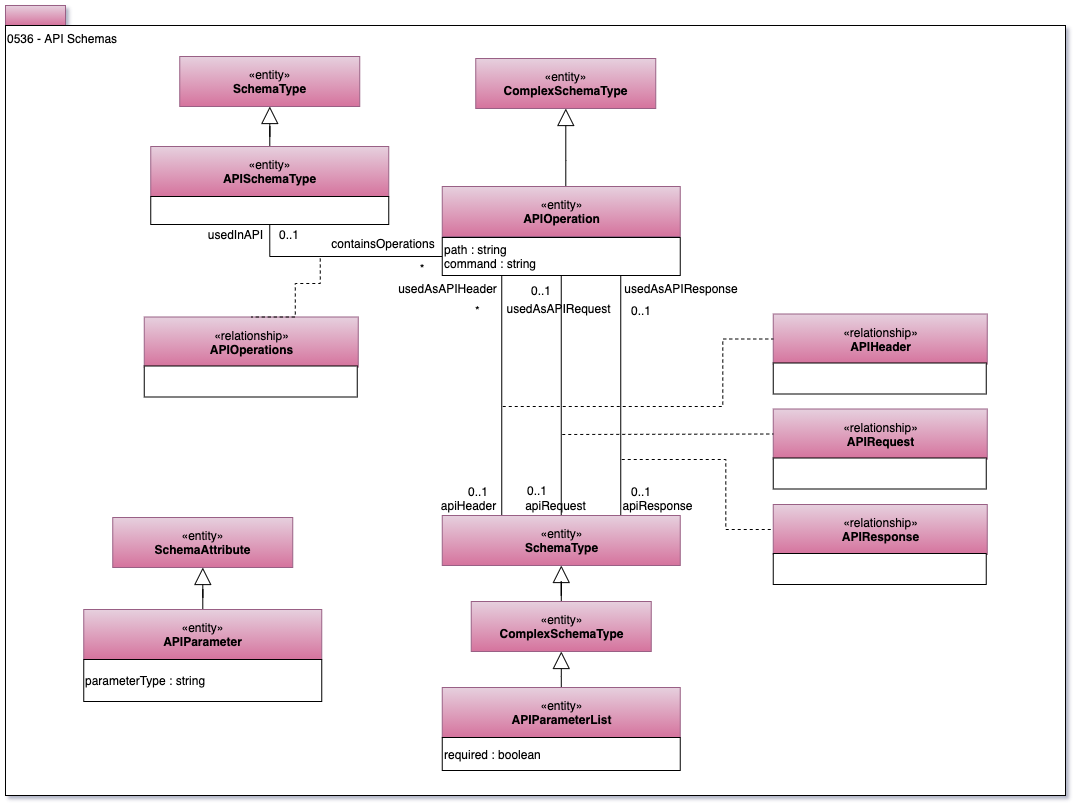 0536 - API Schemas
«entity»
SchemaType
«entity»
ComplexSchemaType
«entity»
APISchemaType
«entity»
APIOperation
path : string
command : string
usedInAPI
0..1
containsOperations
*
usedAsAPIHeader
*
0..1
usedAsAPIRequest
usedAsAPIResponse
0..1
«relationship»
APIOperations
«relationship»
APIHeader
«relationship»
APIRequest
«relationship»
APIResponse
0..1
apiHeader
0..1
apiRequest
0..1
apiResponse
«entity»
SchemaType
«entity»
SchemaAttribute
«entity»
APIParameter
parameterType : string
«entity»
ComplexSchemaType
«entity»
APIParameterList
required : boolean